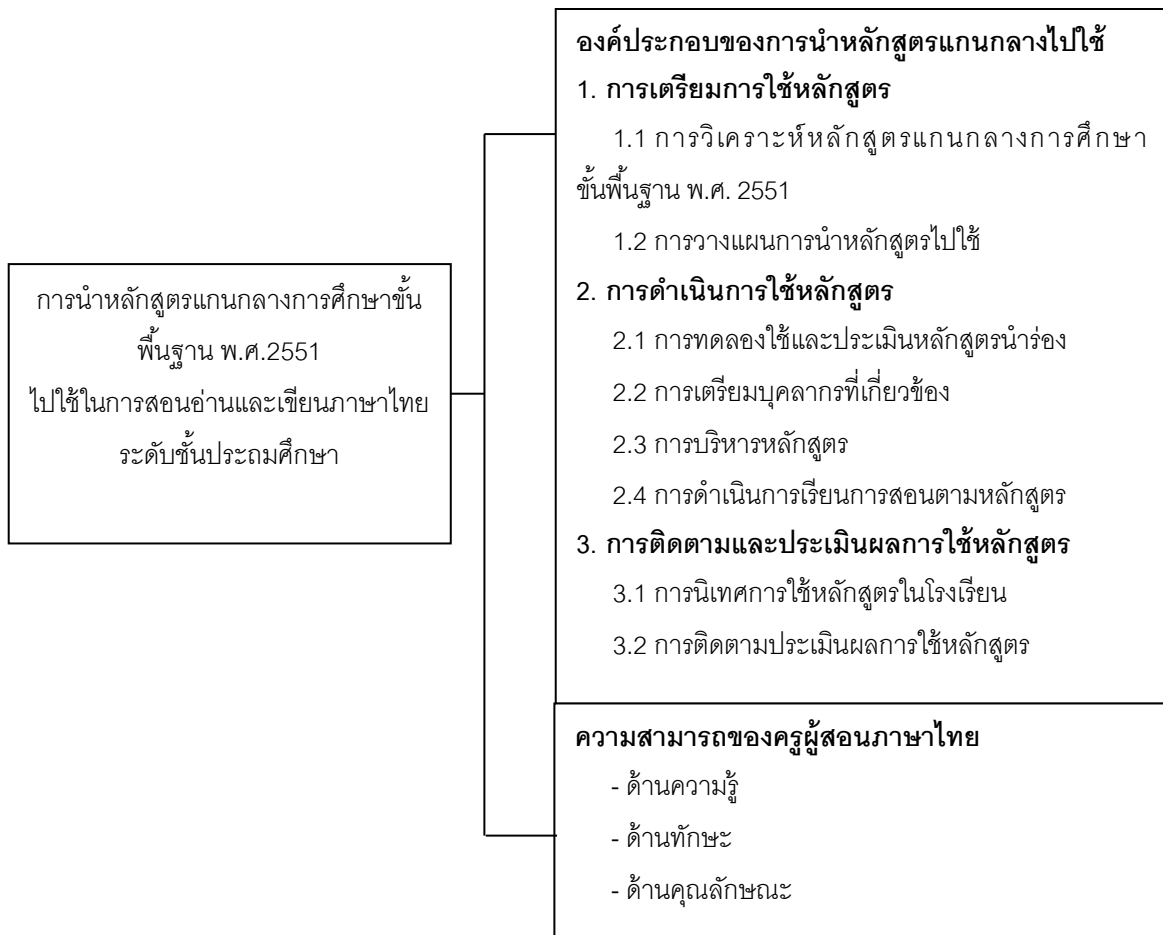 การนำหลักสูตรแกนกลางการศึกษาขั้น
พื้นฐาน พ.ศ.2551
ไปใช้ในการสอนอ่านและเขียนภาษาไทย
ระดับชั้นประถมศึกษา
องค์ประกอบของการนำหลักสูตรแกนกลางไปใช้
1. การเตรียมการใช้หลักสูตร
1.1 การวิเคราะห์หลักสูตรแกนกลางการศึกษา
ขั้นพื้นฐาน พ.ศ. 2551
1.2 การวางแผนการนำหลักสูตรไปใช้
2. การดำเนินการใช้หลักสูตร
2.1 การทดลองใช้และประเมินหลักสูตรนำร่อง
2.2 การเตรียมบุคลากรที่เกี่ยวข้อง
2.3 การบริหารหลักสูตร
2.4 การดำเนินการเรียนการสอนตามหลักสูตร
3. การติดตามและประเมินผลการใช้หลักสูตร
3.1 การนิเทศการใช้หลักสูตรในโรงเรียน
3.2 การติดตามประเมินผลการใช้หลักสูตร
ความสามารถของครูผู้สอนภาษาไทย
- ด้านความรู้
- ด้านทักษะ
- ด้านคุณลักษณะ